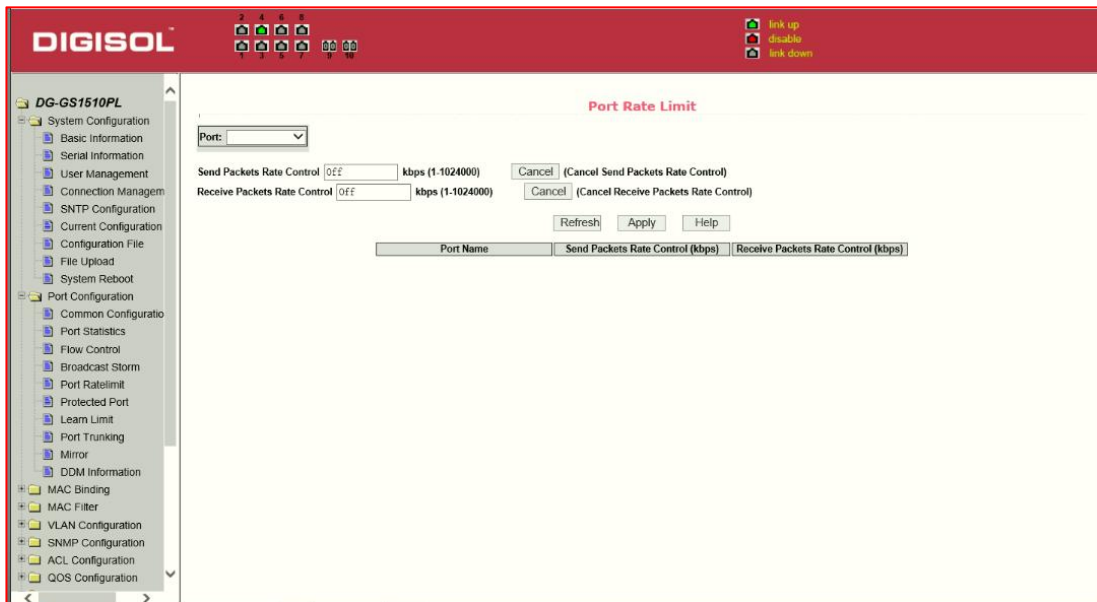 2 4 6 8
DIGISOL™
1 3 5 7 9 10
link up
disable
link down
DG-GS1510PL
System Configuration
Basic Information
Serial Information
User Management
Connection Managem
SNTP Configuration
Current Configuration
Configuration File
File Upload
System Reboot
Port Configuration
Common Configuratio
Port Statistics
Flow Control
Broadcast Storm
Port Ratelimit
Protected Port
Learn Limit
Port Trunking
Mirror
DDM Information
MAC Binding
MAC Filter
VLAN Configuration
SNMP Configuration
ACL Configuration
QOS Configuration
Port Rate Limit
Port:
Send Packets Rate Control Off kbps (1-1024000) Cancel (Cancel Send Packets Rate Control)
Receive Packets Rate Control Off kbps (1-1024000) Cancel (Cancel Receive Packets Rate Control)
Refresh Apply Help
Port Name Send Packets Rate Control (kbps) Receive Packets Rate Control (kbps)